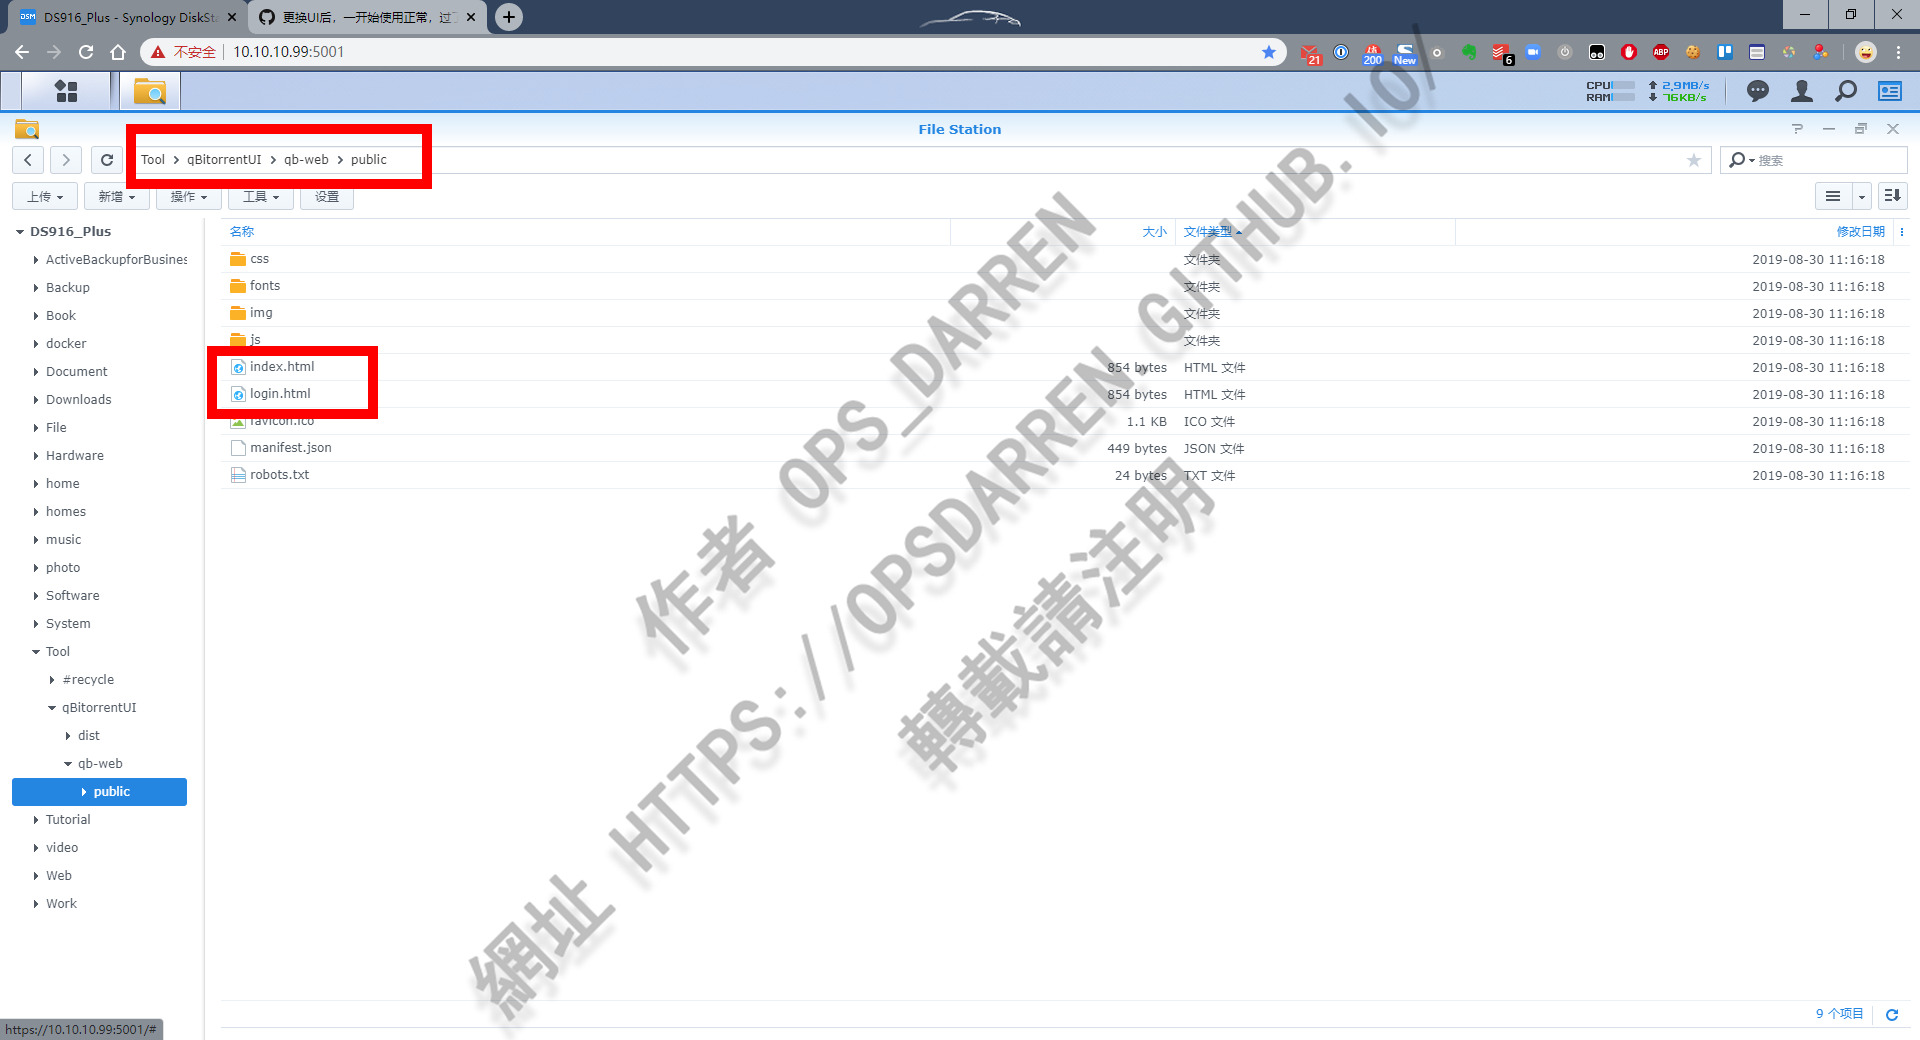 DS916_Plus - Synology DiskSta
更换UI后，一开始使用正常，过了
不安全
10.10.10.99:5001
21
200
New
6
ABP
CPU
RAM
2.9MB/s
76KB/s
File Station
Tool > qBitorrentUI > qb-web > public
搜索
上传
新增
操作
工具
设置
DS916_Plus
ActiveBackupforBusines
Backup
Book
docker
Document
Downloads
File
Hardware
home
homes
music
photo
Software
System
Tool
#recycle
qBitorrentUI
dist
qb-web
public
Tutorial
video
Web
Work
名称 大小 文件类型 修改日期
css 文件夹 2019-08-30 11:16:18
fonts 文件夹 2019-08-30 11:16:18
img 文件夹 2019-08-30 11:16:18
js 文件夹 2019-08-30 11:16:18
index.html 854 bytes HTML 文件 2019-08-30 11:16:18
login.html 854 bytes HTML 文件 2019-08-30 11:16:18
favicon.ico 1.1 KB ICO 文件 2019-08-30 11:16:18
manifest.json 449 bytes JSON 文件 2019-08-30 11:16:18
robots.txt 24 bytes TXT 文件 2019-08-30 11:16:18
作者 OPS_DARREN
網址 HTTPS://OPSDARREN.GITHUB.IO/
轉載請注明
9 个项目
https://10.10.10.99:5001/#